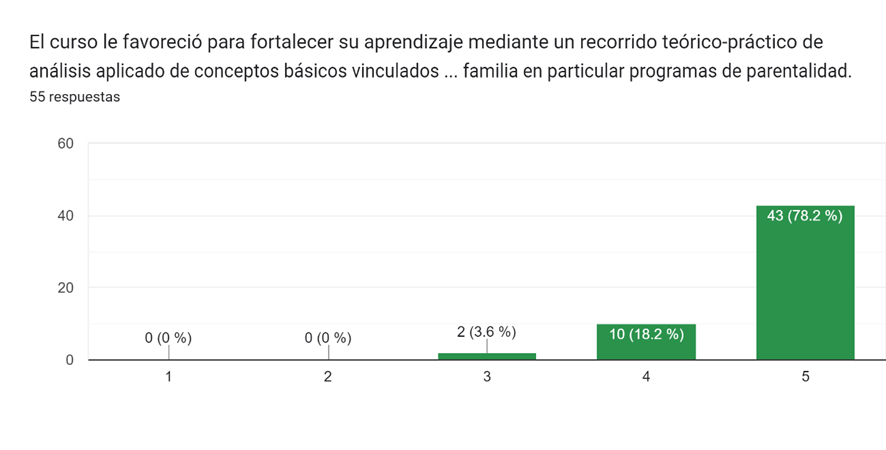 El curso le favoreció para fortalecer su aprendizaje mediante un recorrido teórico-práctico de
análisis aplicado de conceptos básicos vinculados ... familia en particular programas de parentalidad.
55 respuestas
60
40
20
0
0 (0 %)
0 (0 %)
2 (3.6 %)
10 (18.2 %)
43 (78.2 %)
1
2
3
4
5